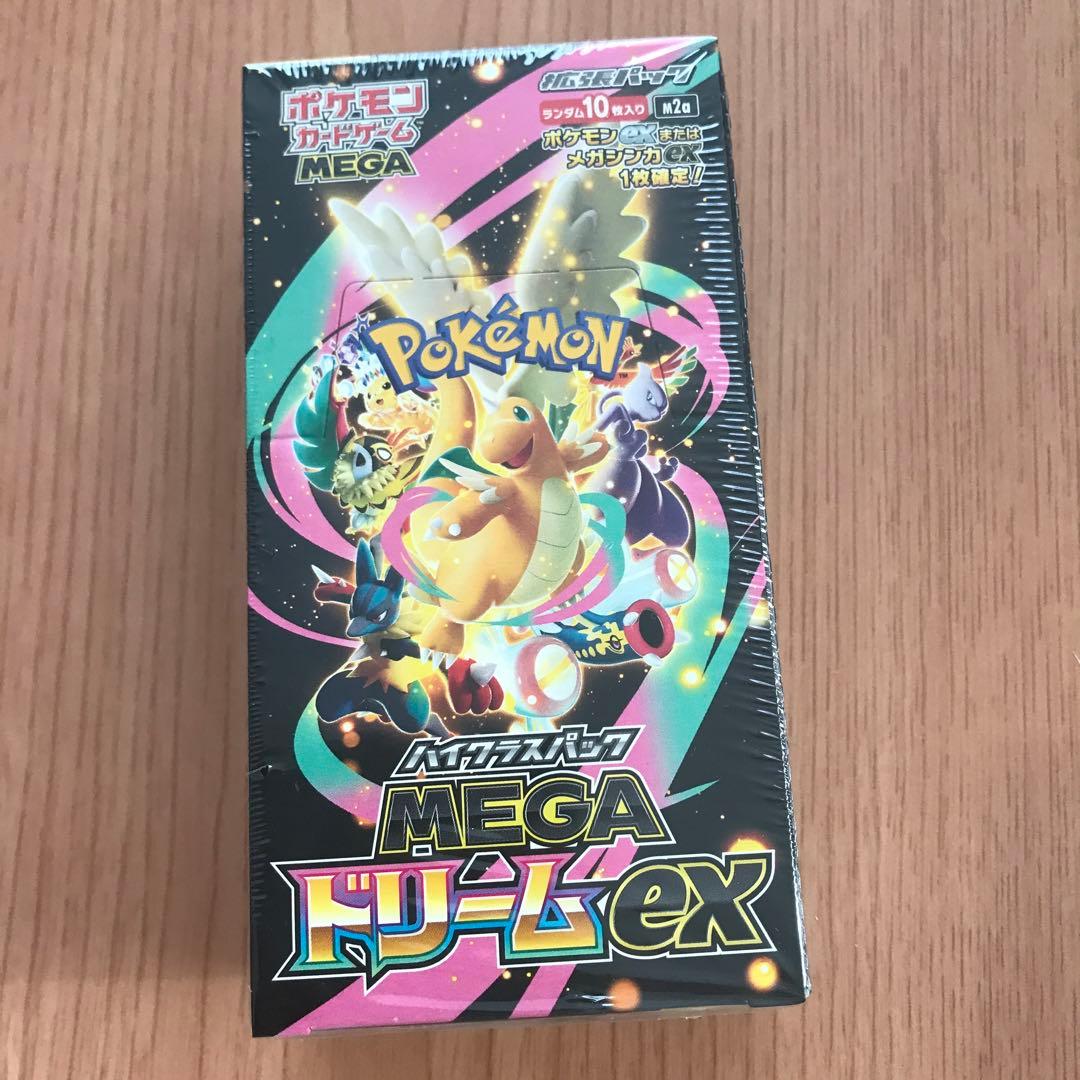 ポケモン
カードゲーム
MEGA
拡張パック
ランダム10枚入り
M2a
ポケモンexまたは
メガシンカex
1枚確定!
POKéMON
TM
ハイクラスパック
MEGA
ドリームex